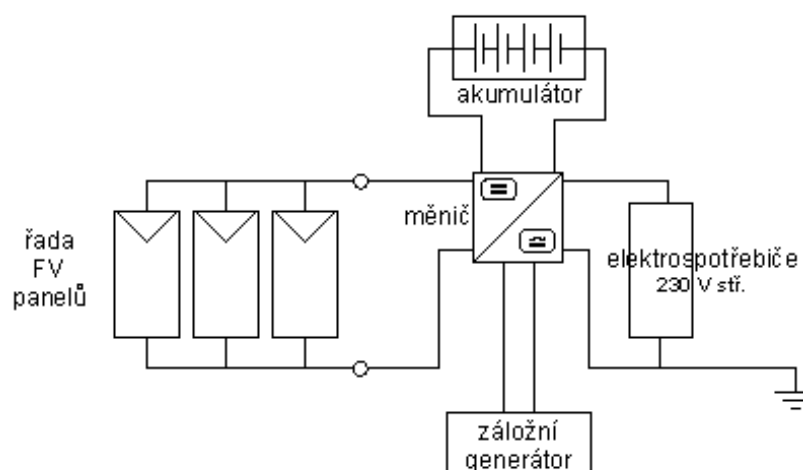 akumulátor
měnič
řada
FV
panelů
elektrospotřebiče
230 V stř.
záložní
generátor